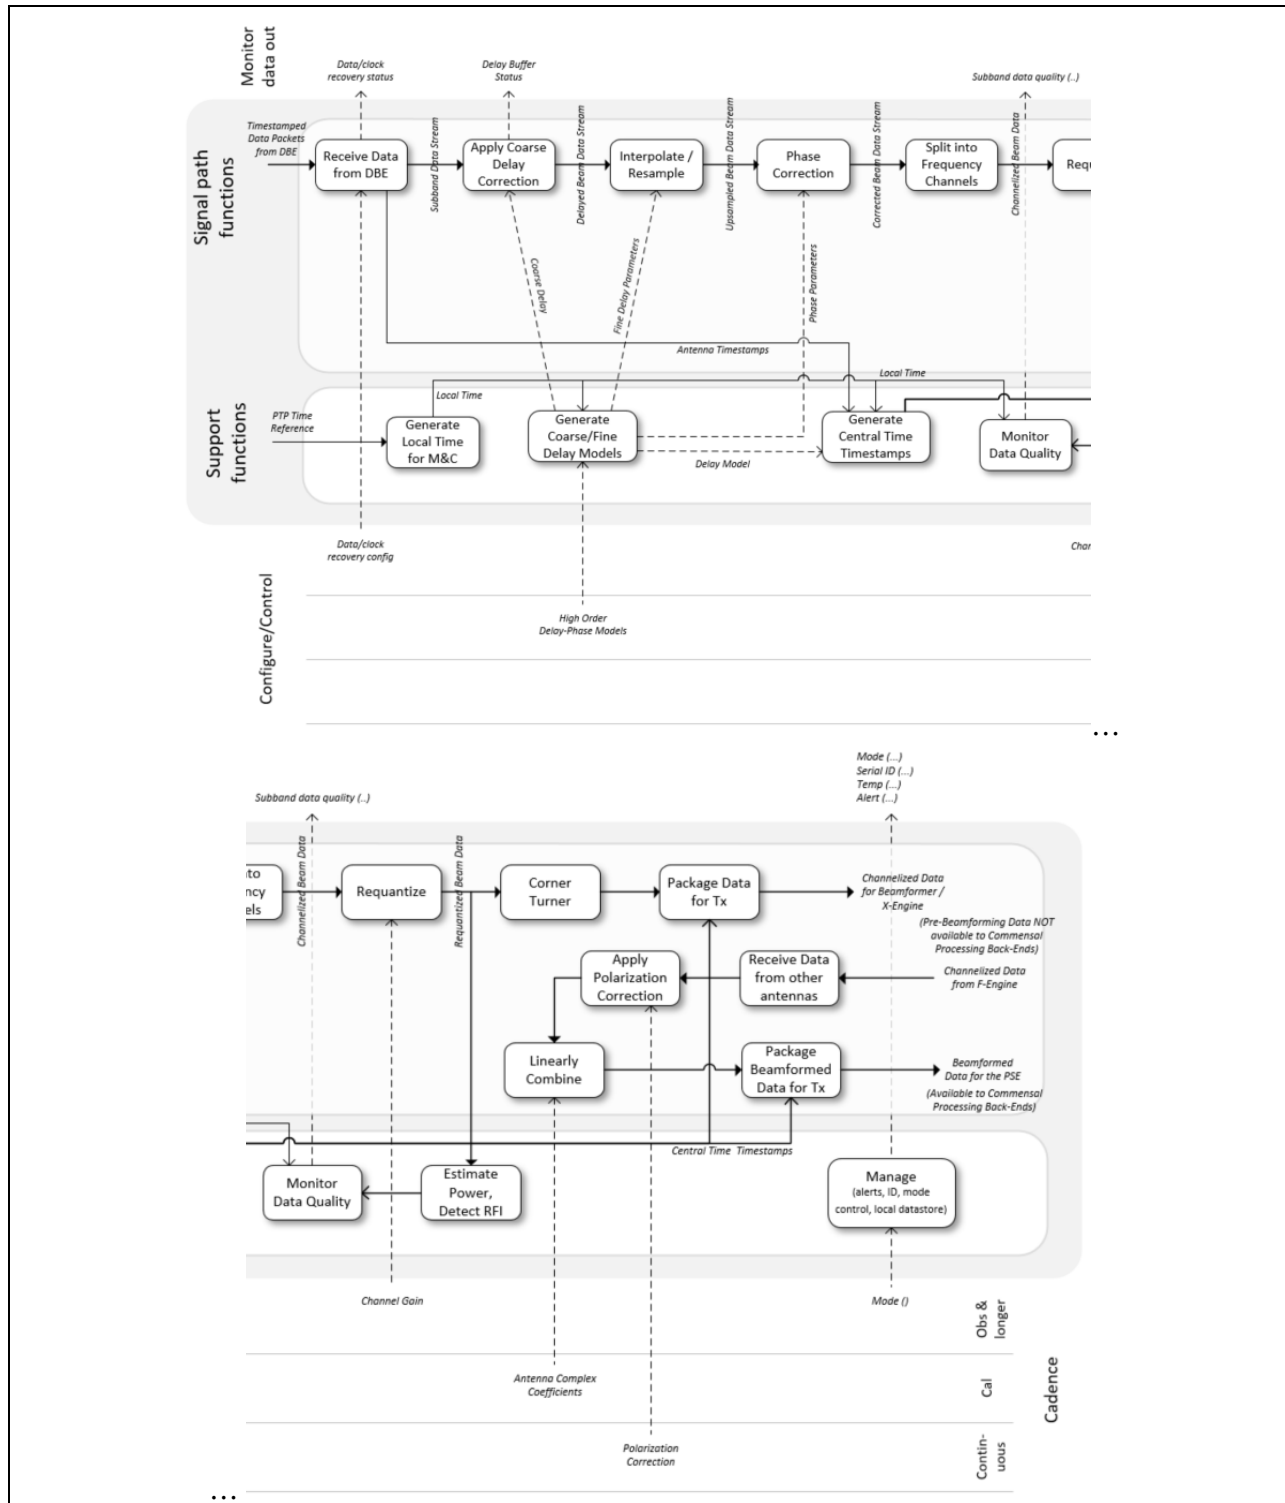 Monitor
data out
Data/clock
recovery status
Delay Buffer
Status
Subband data quality (..)
Signal path
functions
Timestamped
Data Packets
from DBE
Receive Data
from DBE
Subband Data Stream
Apply Coarse
Delay
Correction
Delayed Beam Data Stream
Interpolate /
Resample
Upsampled Beam Data Stream
Phase
Correction
Corrected Beam Data Stream
Split into
Frequency
Channels
Channelized Beam Data
Requ
Coarse Delay
Fine Delay Parameters
Phase Parameters
Antenna Timestamps
Local Time
Local Time
Support
functions
PTP Time
Reference
Generate
Local Time
for M&C
Generate
Coarse/Fine
Delay Models
Delay Model
Generate
Central Time
Timestamps
Monitor
Data Quality
Data/clock
recovery config
Chan
Configure/Control
High Order
Delay-Phase Models
...
Mode (...)
Serial ID (...)
Temp (...)
Alert (...)
Subband data quality (..)
to
ncy
els
Channelized Beam Data
Requantize
Requantized Beam Data
Corner
Turner
Package Data
for Tx
Channelized Data
for Beamformer /
X-Engine
(Pre-Beamforming Data NOT
available to Commensal
Processing Back-Ends)
Apply
Polarization
Correction
Receive Data
from other
antennas
Channelized Data
from F-Engine
Linearly
Combine
Package
Beamformed
Data for Tx
Beamformed
Data for the PSE
(Available to Commensal
Processing Back-Ends)
Central Time Timestamps
Monitor
Data Quality
Estimate
Power,
Detect RFI
Manage
(alerts, ID, mode
control, local datastore)
Channel Gain
Mode ()
Obs &
longer
Antenna Complex
Coefficients
Cal
Cadence
Polarization
Correction
Contin-
uous
...